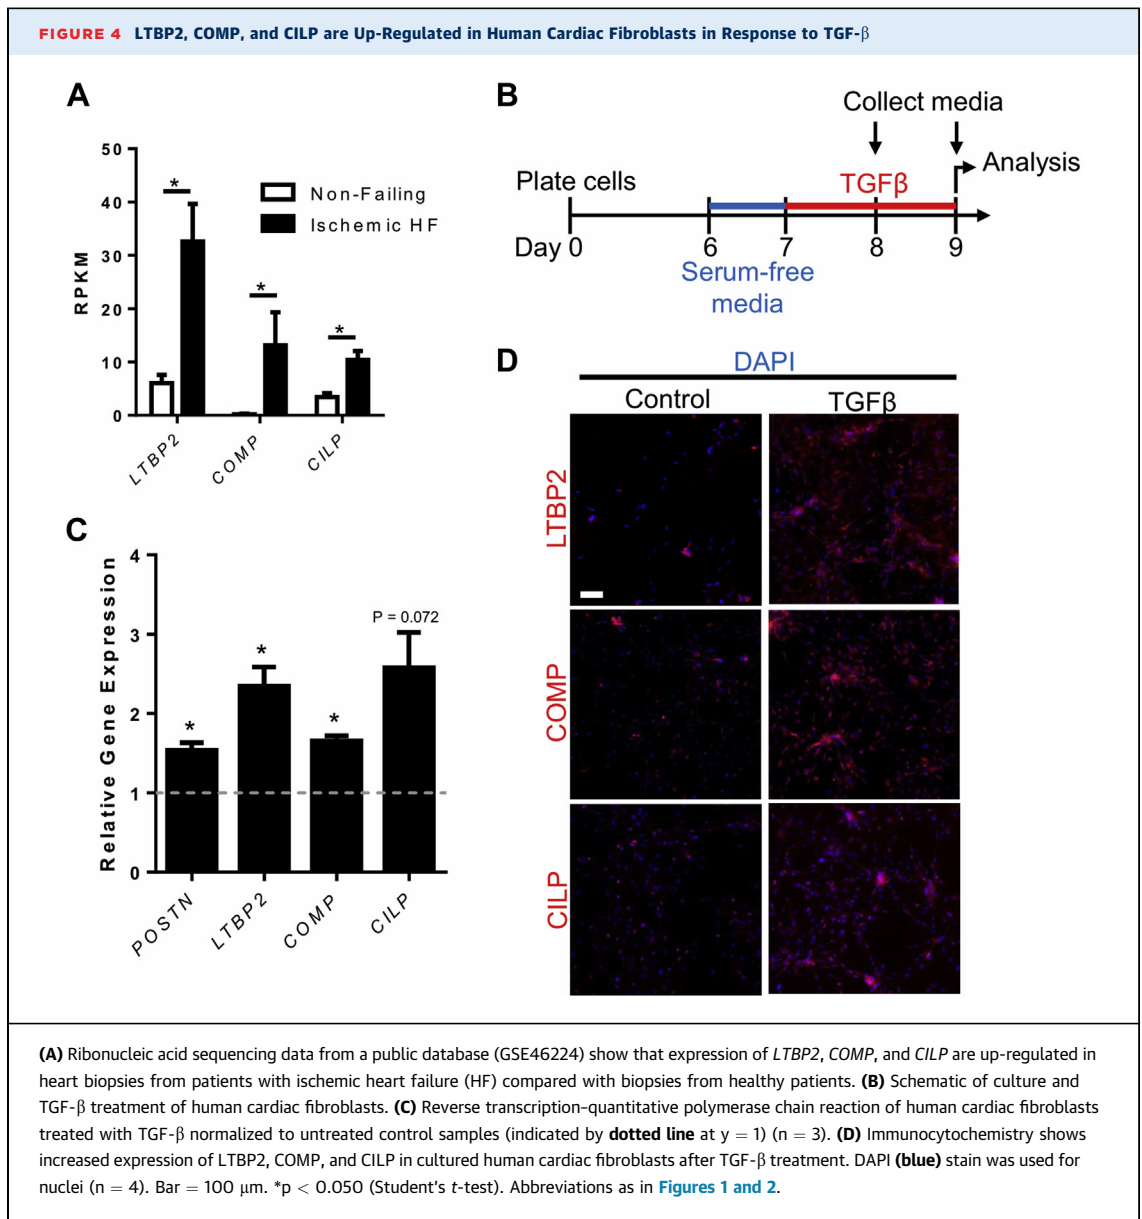 FIGURE 4 LTBP2, COMP, and CILP are Up-Regulated in Human Cardiac Fibroblasts in Response to TGF-β
A
50
40
30
20
10
0
RPKM
*
*
*
Non-Failing
Ischemic HF
LTBP2
COMP
CILP
B
Collect media
Analysis
Plate cells
TGFβ
Day 0 6 7 8 9
Serum-free
media
C
4
3
2
1
0
Relative Gene Expression
*
*
*
P = 0.072
POSTN
LTBP2
COMP
CILP
D
DAPI
Control TGFβ
LTBP2
COMP
CILP
(A) Ribonucleic acid sequencing data from a public database (GSE46224) show that expression of LTBP2, COMP, and CILP are up-regulated in
heart biopsies from patients with ischemic heart failure (HF) compared with biopsies from healthy patients. (B) Schematic of culture and
TGF-β treatment of human cardiac fibroblasts. (C) Reverse transcription–quantitative polymerase chain reaction of human cardiac fibroblasts
treated with TGF-β normalized to untreated control samples (indicated by dotted line at y = 1) (n = 3). (D) Immunocytochemistry shows
increased expression of LTBP2, COMP, and CILP in cultured human cardiac fibroblasts after TGF-β treatment. DAPI (blue) stain was used for
nuclei (n = 4). Bar = 100 μm. *p < 0.050 (Student's t-test). Abbreviations as in Figures 1 and 2.